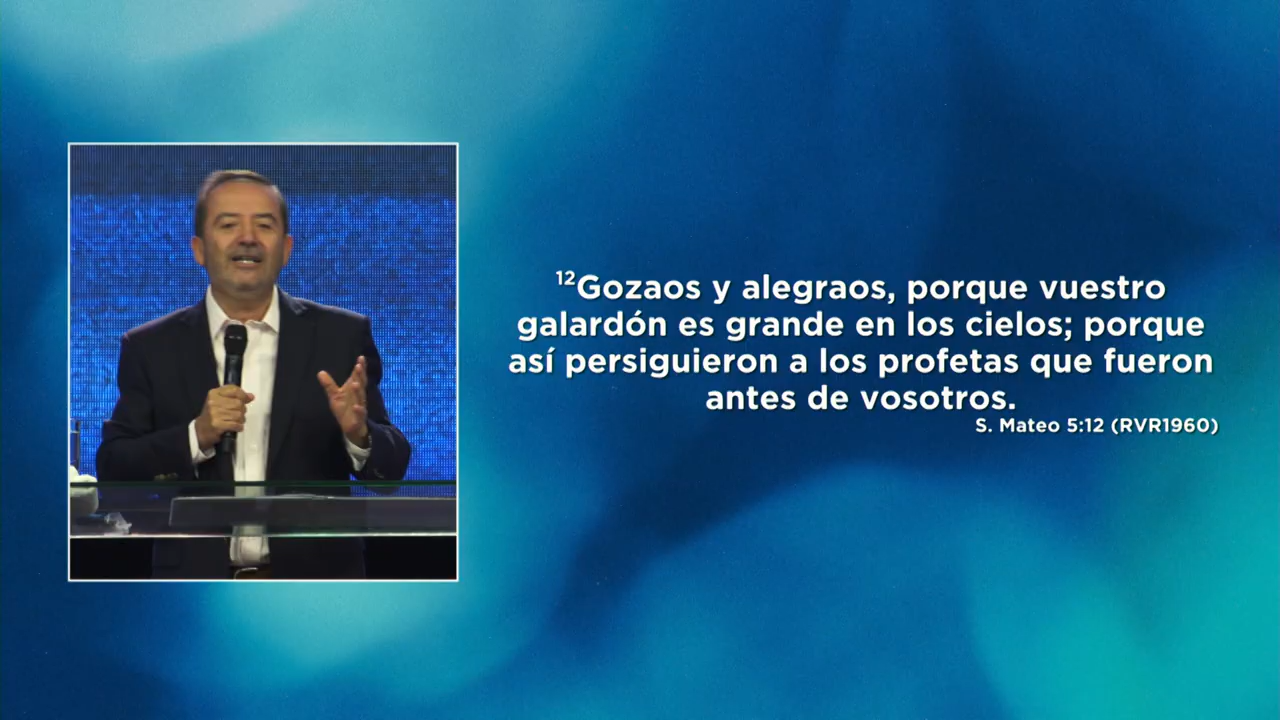 ¹²Gozaos y alegraos, porque vuestro
galardón es grande en los cielos; porque
así persiguieron a los profetas que fueron
antes de vosotros.
S. Mateo 5:12 (RVR1960)